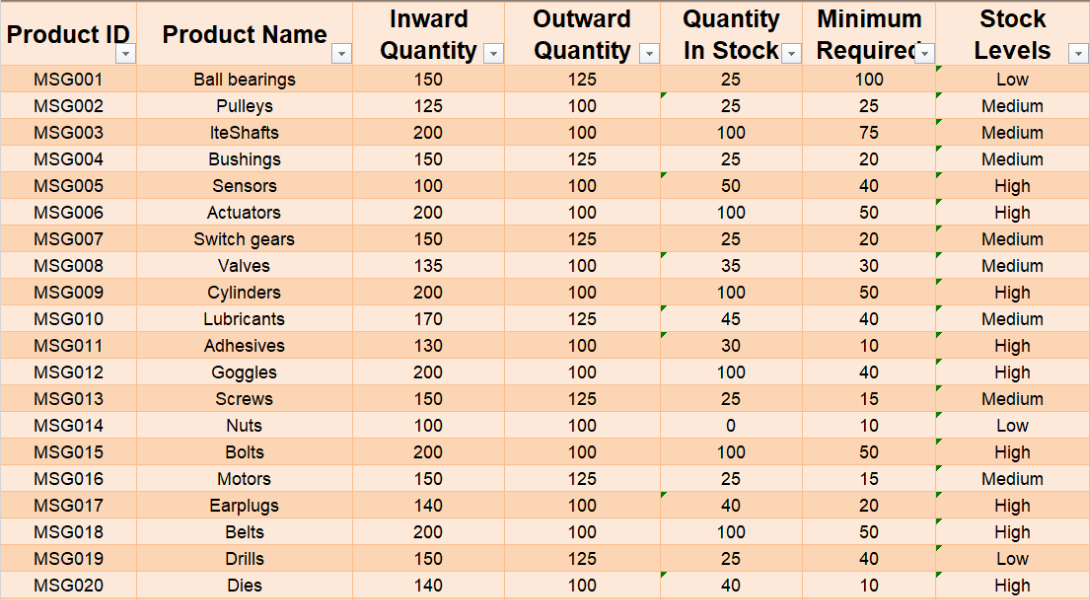 Product ID Product Name Inward Quantity Outward Quantity Quantity In Stock Minimum Required Stock Levels
MSG001 Ball bearings 150 125 25 100 Low
MSG002 Pulleys 125 100 25 25 Medium
MSG003 IteShafts 200 100 100 75 Medium
MSG004 Bushings 150 125 25 20 Medium
MSG005 Sensors 100 100 50 40 High
MSG006 Actuators 200 100 100 50 High
MSG007 Switch gears 150 125 25 20 Medium
MSG008 Valves 135 100 35 30 Medium
MSG009 Cylinders 200 100 100 50 High
MSG010 Lubricants 170 125 45 40 Medium
MSG011 Adhesives 130 100 30 10 High
MSG012 Goggles 200 100 100 40 High
MSG013 Screws 150 125 25 15 Medium
MSG014 Nuts 100 100 0 10 Low
MSG015 Bolts 200 100 100 50 High
MSG016 Motors 150 125 25 15 Medium
MSG017 Earplugs 140 100 40 20 High
MSG018 Belts 200 100 100 50 High
MSG019 Drills 150 125 25 40 Low
MSG020 Dies 140 100 40 10 High